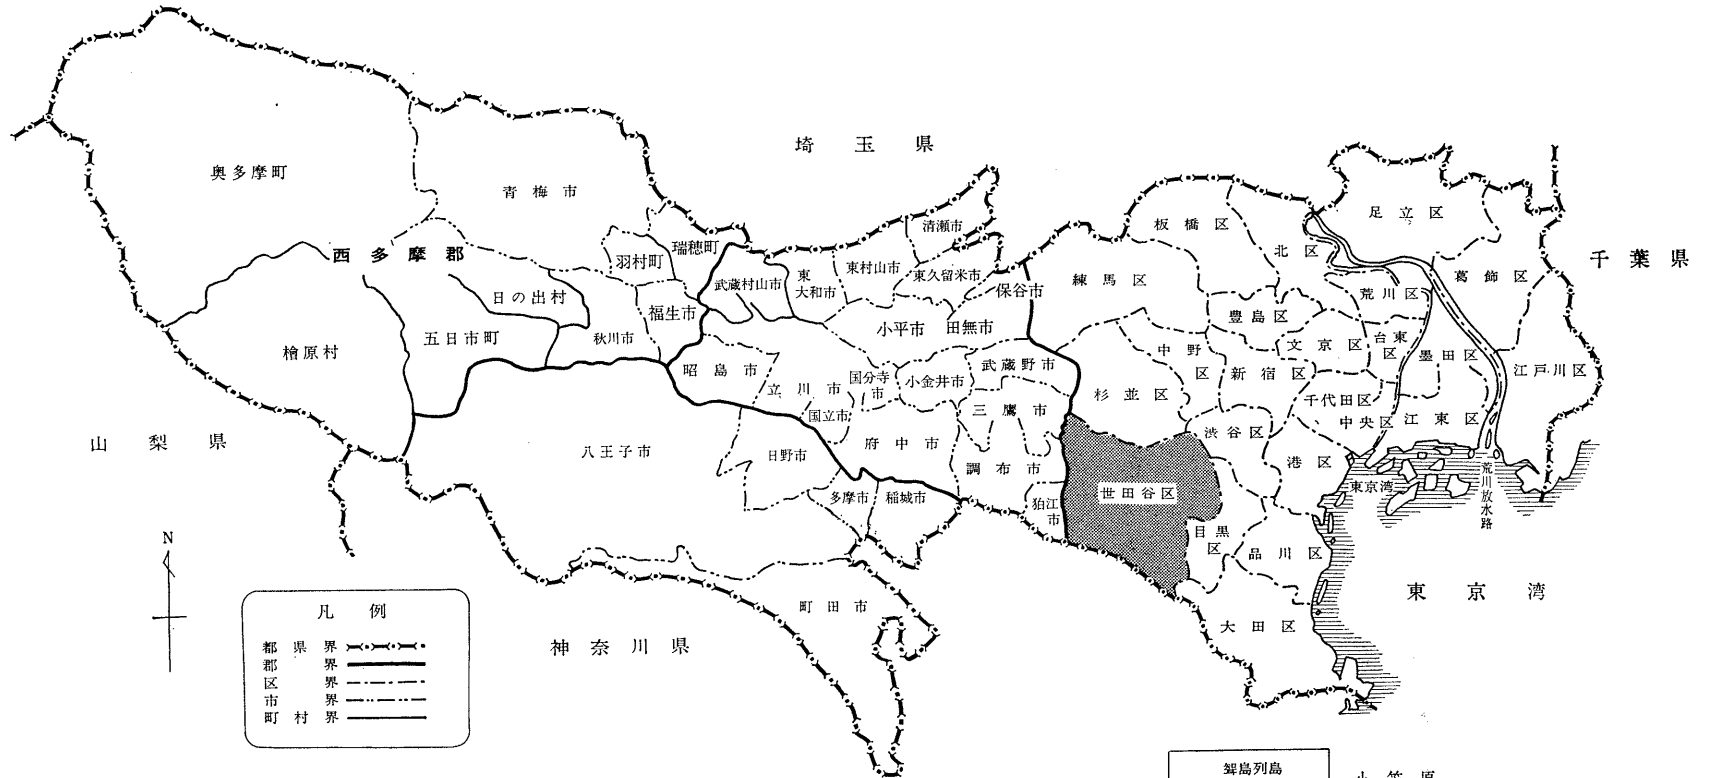 埼玉県
奥多摩町
青梅市
西多摩郡
羽村町
瑞穂町
日の出村
福生市
五日市町
秋川市
檜原村
山梨県
武蔵村山市
東
大和市
東村山市
清瀬市
東久留米市
保谷市
小平市
田無市
昭島市
立川市
国分寺
市
小金井市
武蔵野市
国立市
三鷹市
府中市
八王子市
日野市
調布市
多摩市
稲城市
狛江
市
町田市
神奈川県
板橋区
北区
足立区
葛飾区
千葉県
練馬区
荒川区
豊島区
文京区
台東
区
墨田区
江戸川区
中野
区
新宿区
杉並区
千代田区
中央区
江東区
渋谷区
港区
世田谷区
目黒
区
品川区
大田区
東京湾
荒川放水路
東京湾
N
凡例
都県界
郡界
区界
市界
町村界
聟島列島
小笠原